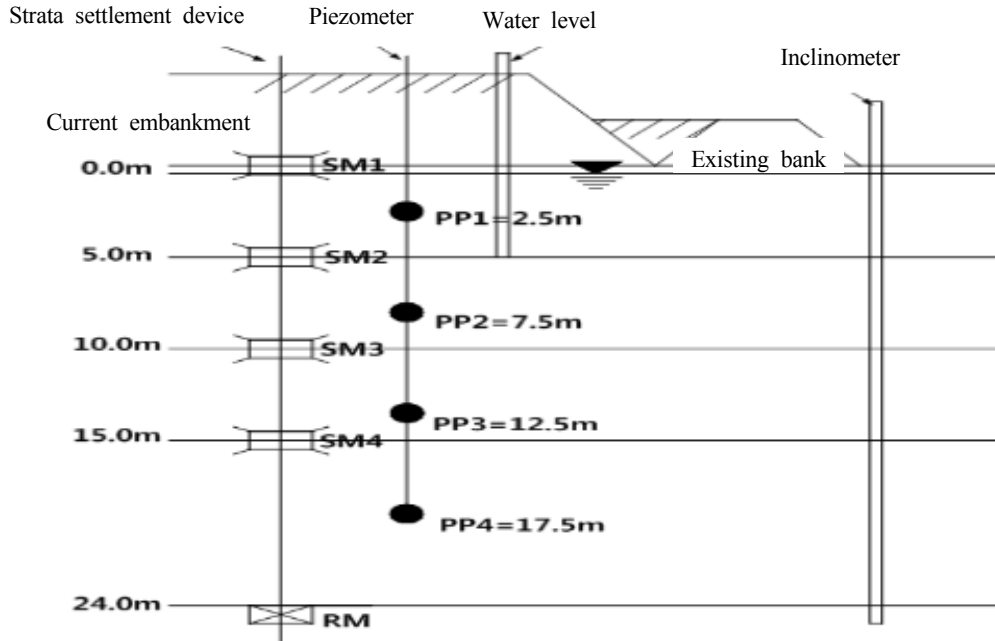 Strata settlement device
Piezometer
Water level
Inclinometer
Current embankment
Existing bank
0.0m
SM1
PP1=2.5m
5.0m
SM2
PP2=7.5m
10.0m
SM3
PP3=12.5m
15.0m
SM4
PP4=17.5m
24.0m
RM